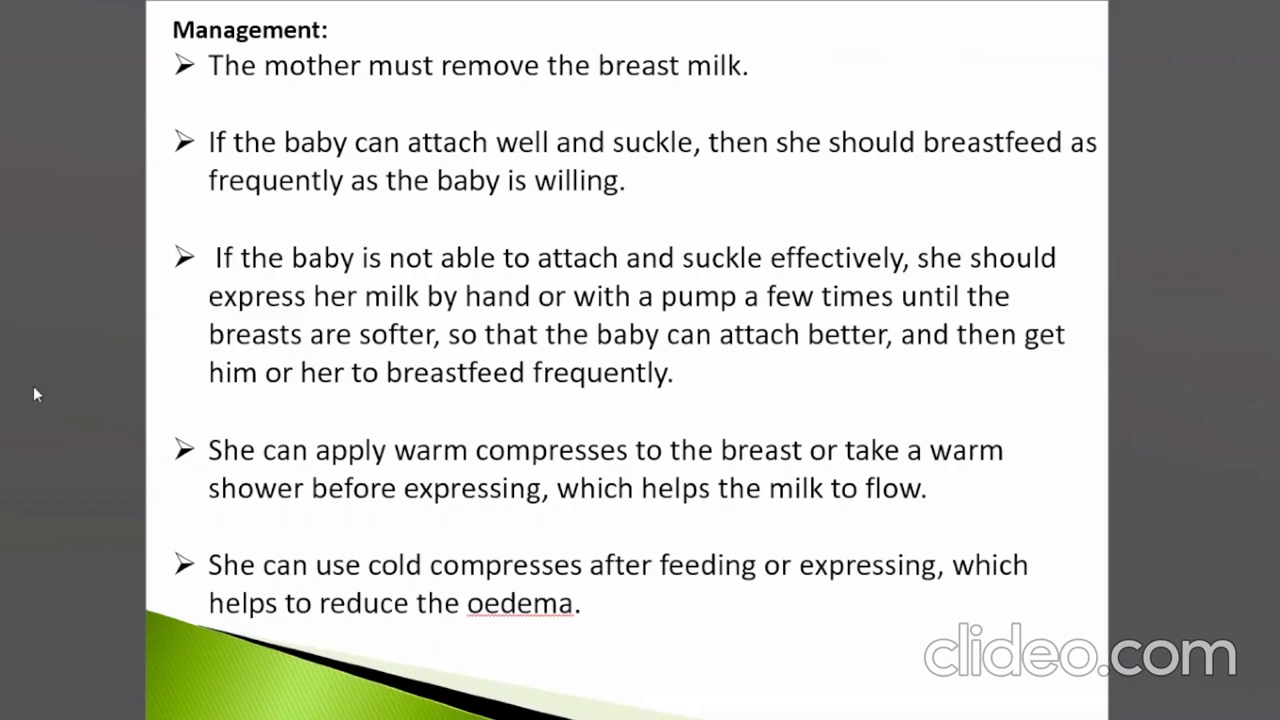 Management:
➢ The mother must remove the breast milk.
➢ If the baby can attach well and suckle, then she should breastfeed as
frequently as the baby is willing.
➢ If the baby is not able to attach and suckle effectively, she should
express her milk by hand or with a pump a few times until the
breasts are softer, so that the baby can attach better, and then get
him or her to breastfeed frequently.
➢ She can apply warm compresses to the breast or take a warm
shower before expressing, which helps the milk to flow.
➢ She can use cold compresses after feeding or expressing, which
helps to reduce the oedema.
clideo.com